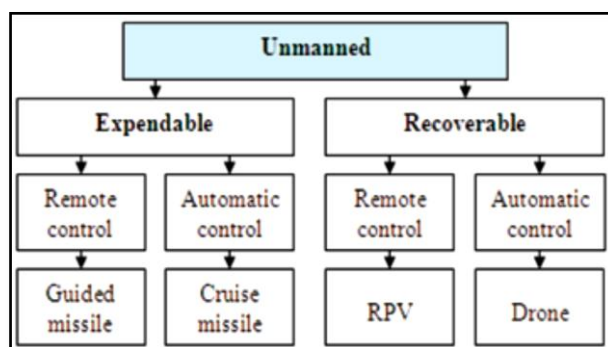 Unmanned
Expendable
Recoverable
Remote
control
Automatic
control
Remote
control
Automatic
control
Guided
missile
Cruise
missile
RPV
Drone